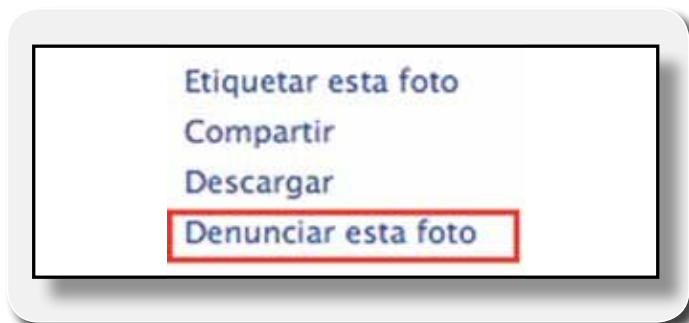 Etiquetar esta foto
Compartir
Descargar
Denunciar esta foto